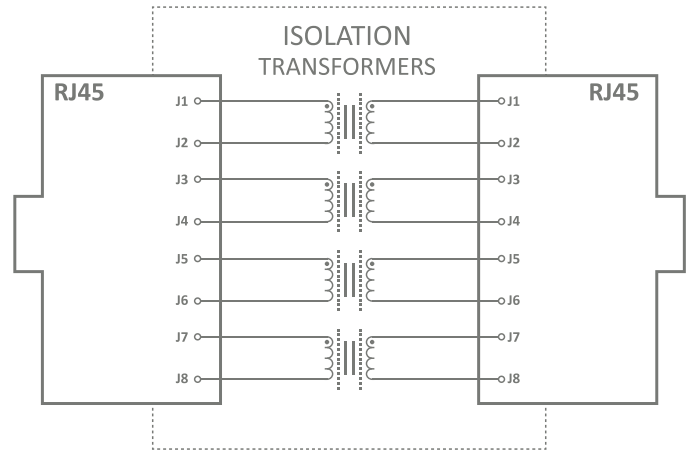 ISOLATION
TRANSFORMERS
RJ45 RJ45
J1 J1
J2 J2
J3 J3
J4 J4
J5 J5
J6 J6
J7 J7
J8 J8